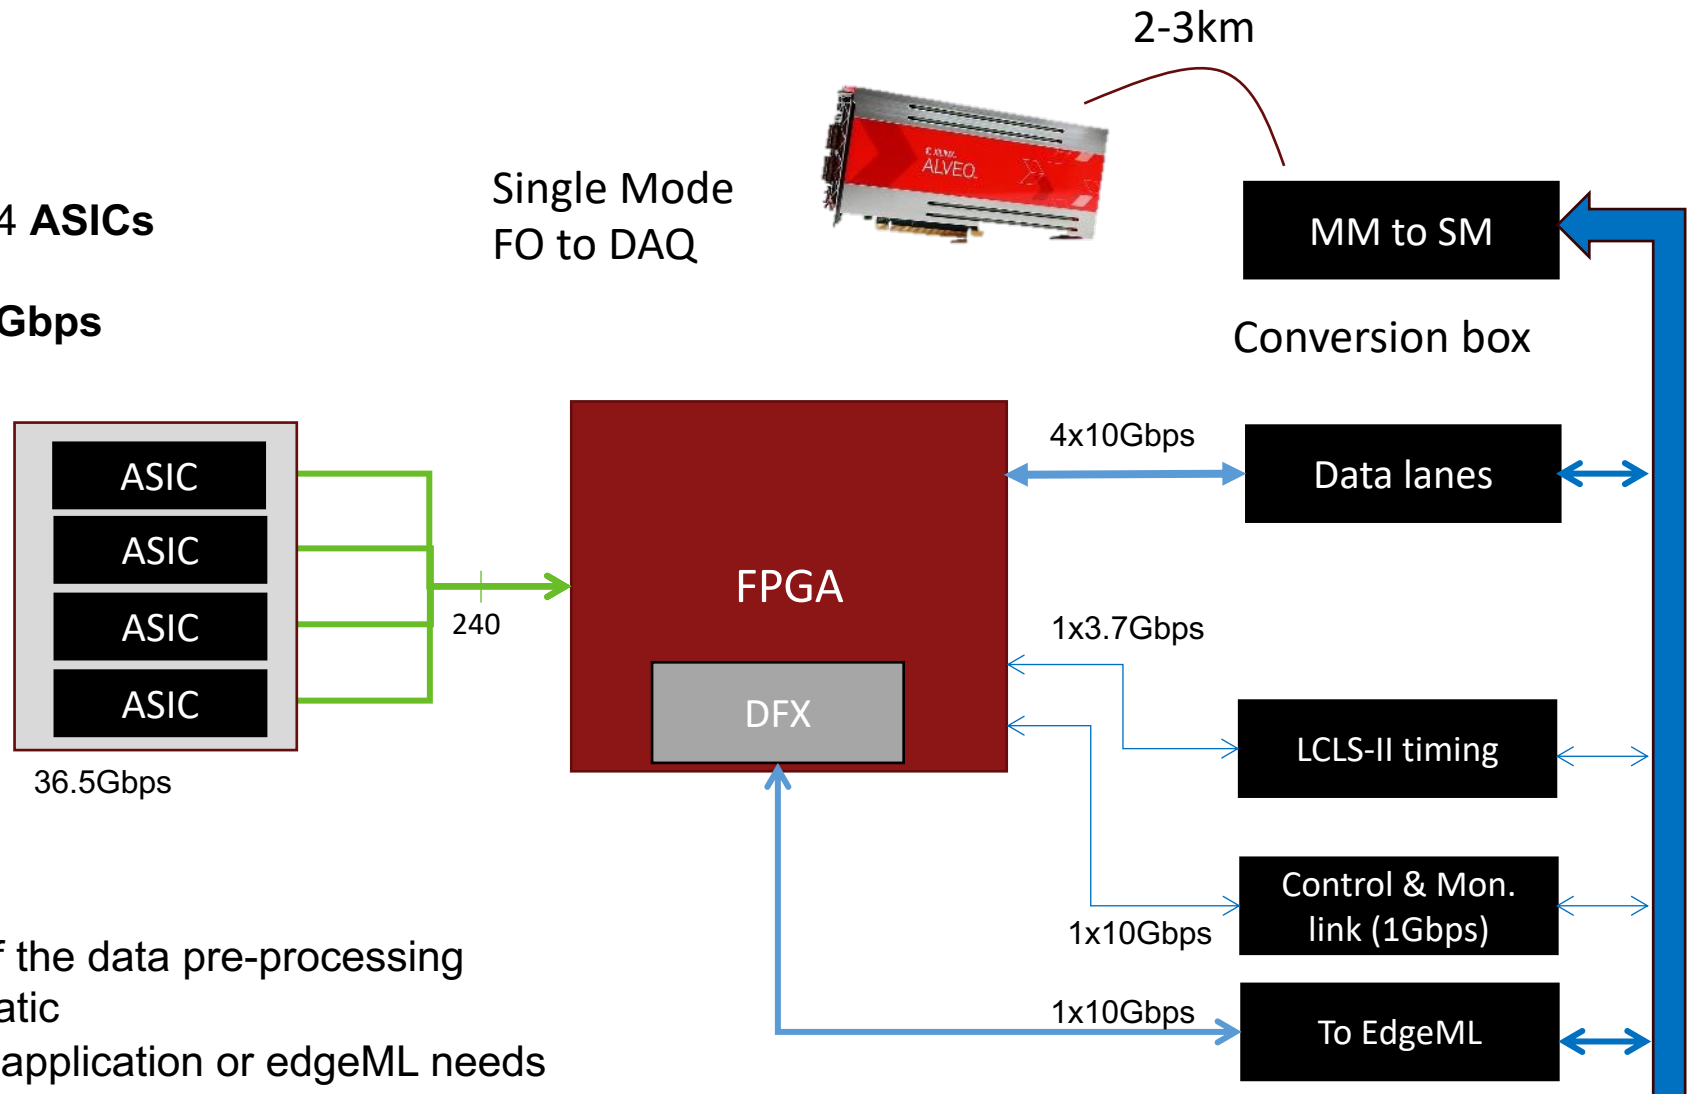 2-3km
Single Mode
FO to DAQ
XILINX
ALVEO
MM to SM
4 ASICs
Gbps
Conversion box
ASIC
ASIC
ASIC
ASIC
36.5Gbps
240
FPGA
DFX
4x10Gbps
Data lanes
1x3.7Gbps
LCLS-II timing
1x10Gbps
Control & Mon.
link (1Gbps)
1x10Gbps
To EdgeML
f the data pre-processing
atic
application or edgeML needs